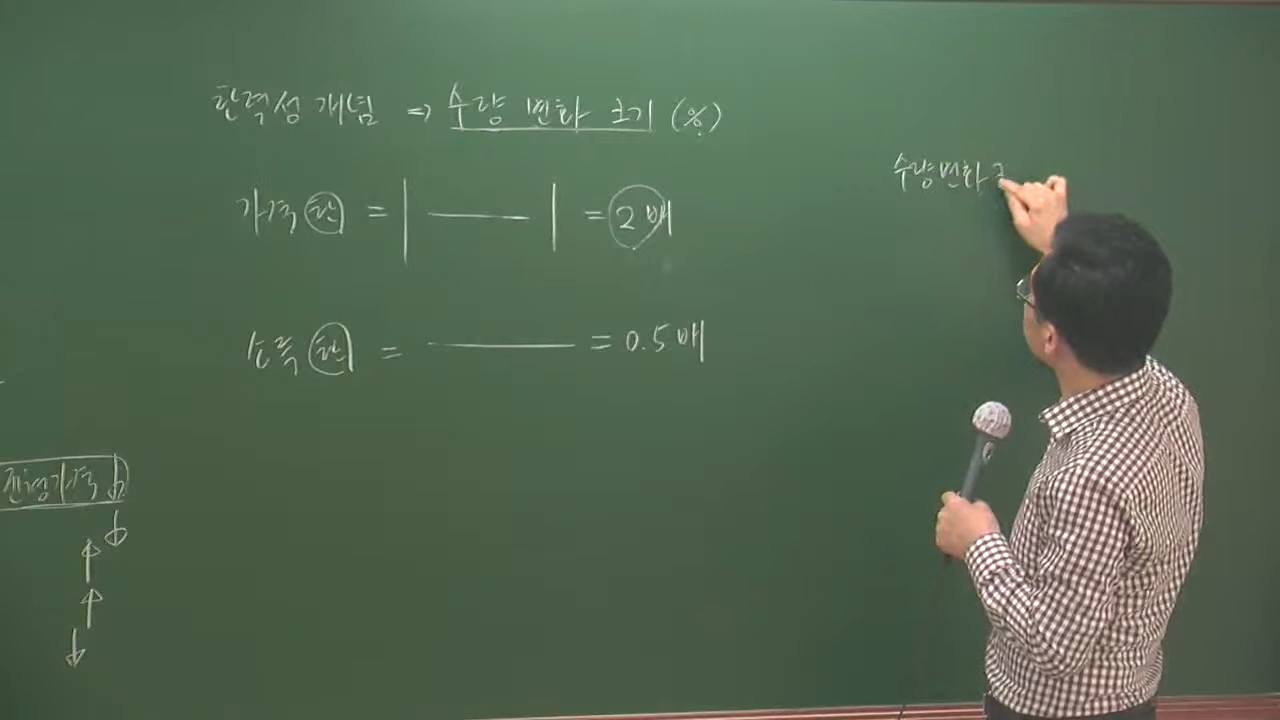 탄력성 개념 ⇒ 수량 변화 크기 (%)
수량변화 크
가격 탄 = | — | = 2배
소득 탄 = — = 0.5배